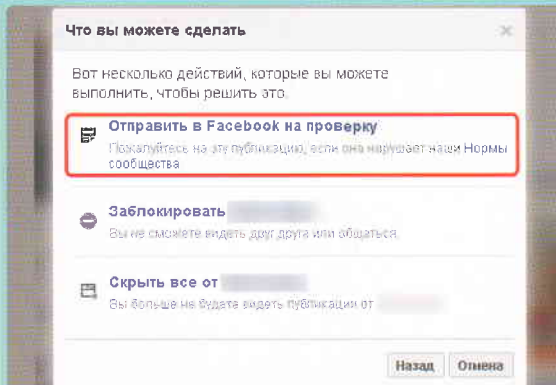 Что вы можете сделать
Вот несколько действий, которые вы можете
выполнить, чтобы решить это.
Отправить в Facebook на проверку
Пожалуйтесь на эту публикацию, если она нарушает наши Нормы
сообщества
Заблокировать
Вы не сможете видеть друг друга или общаться.
Скрыть все от
Вы больше не будете видеть публикации от
Назад Отмена